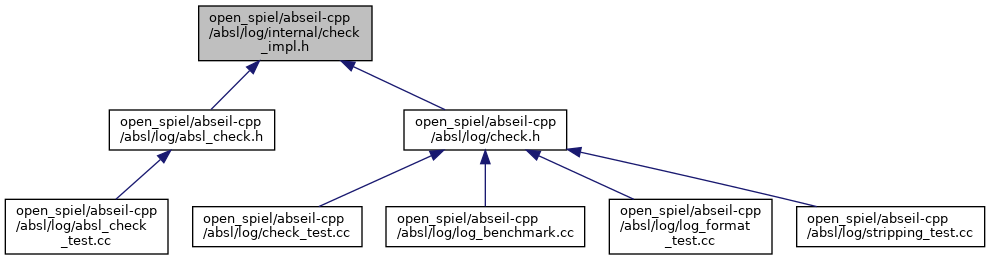 open_spiel/abseil-cpp
/absl/log/internal/check
_impl.h
open_spiel/abseil-cpp
/absl/log/absl_check.h
open_spiel/abseil-cpp
/absl/log/check.h
open_spiel/abseil-cpp
/absl/log/absl_check
_test.cc
open_spiel/abseil-cpp
/absl/log/check_test.cc
open_spiel/abseil-cpp
/absl/log/log_benchmark.cc
open_spiel/abseil-cpp
/absl/log/log_format
_test.cc
open_spiel/abseil-cpp
/absl/log/stripping_test.cc